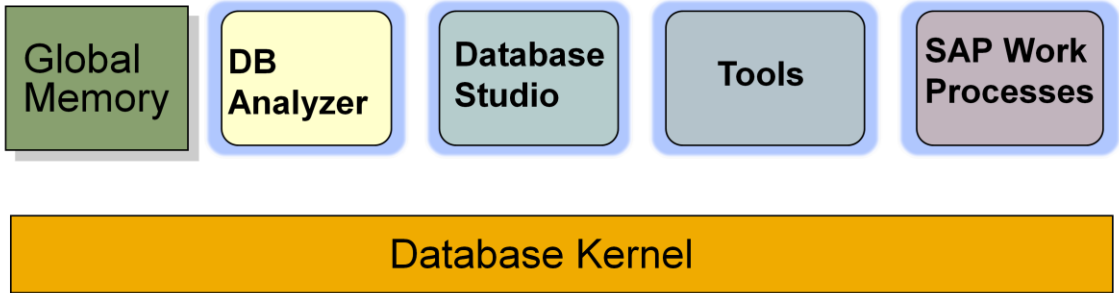 Global
Memory
DB
Analyzer
Database
Studio
Tools
SAP Work
Processes
Database Kernel